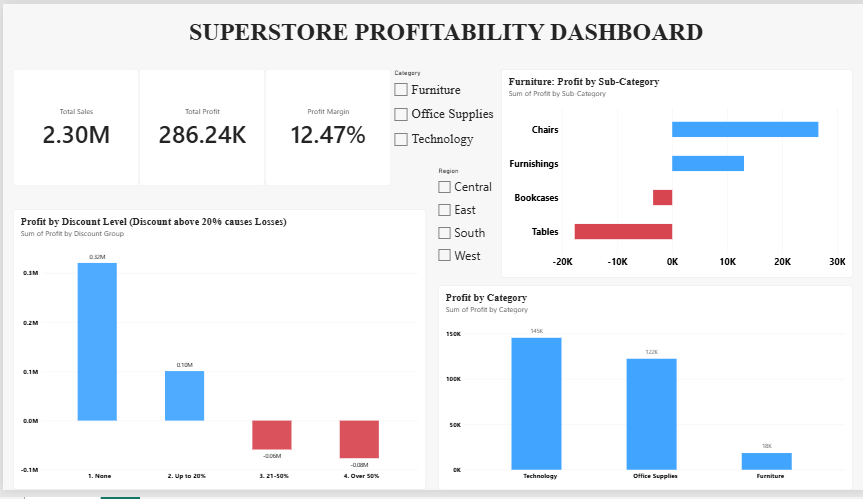 SUPERSTORE PROFITABILITY DASHBOARD
Total Sales
2.30M
Total Profit
286.24K
Profit Margin
12.47%
Category
Furniture
Office Supplies
Technology
Region
Central
East
South
West
Furniture: Profit by Sub-Category
Sum of Profit by Sub-Category
Chairs
Furnishings
Bookcases
Tables
-20K -10K 0K 10K 20K 30K
Profit by Discount Level (Discount above 20% causes Losses)
Sum of Profit by Discount Group
0.3M
0.2M
0.1M
0.0M
-0.1M
0.32M
0.10M
-0.06M
-0.08M
1. None 2. Up to 20% 3. 21-50% 4. Over 50%
Profit by Category
Sum of Profit by Category
150K
100K
50K
0K
145K
122K
18K
Technology Office Supplies Furniture